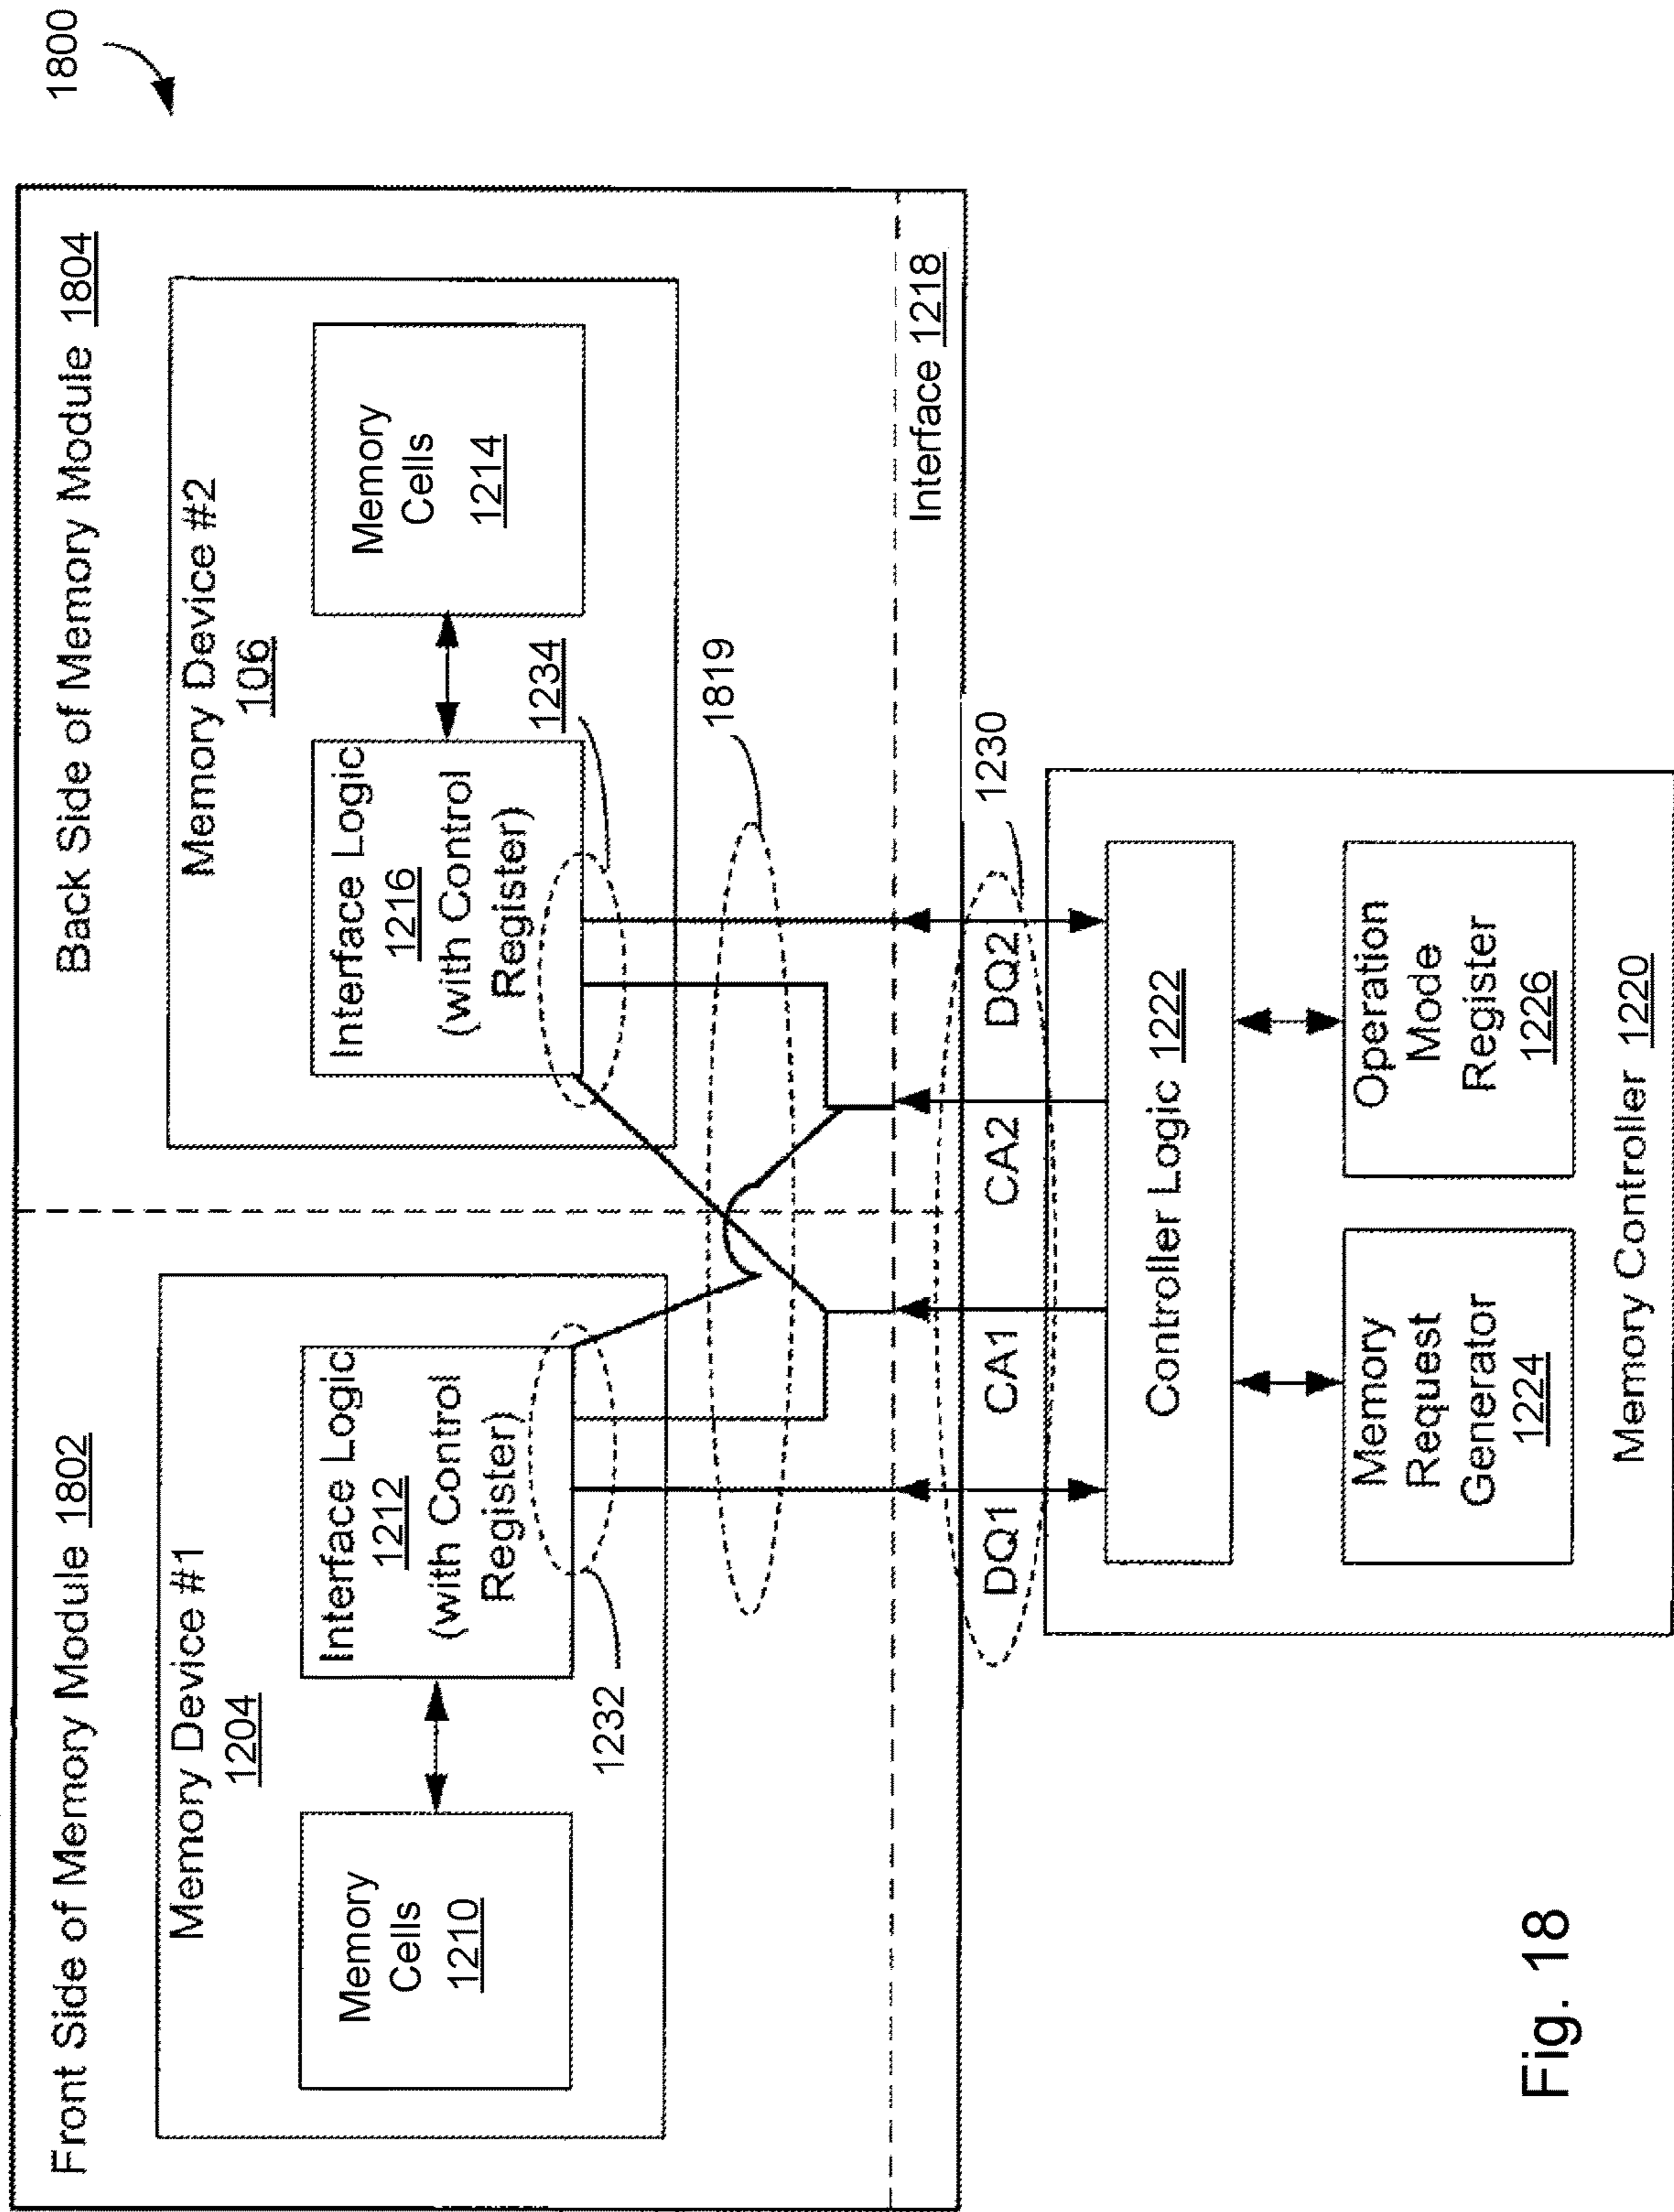 1800
Front Side of Memory Module 1802
Memory Device #1
1204
Memory
Cells
1210
Interface Logic
1212
(with Control
Register)
1232
Back Side of Memory Module 1804
Memory Device #2
106
Interface Logic
1216
(with Control
Register)
Memory
Cells
1214
1234
1819
Interface 1218
1230
DQ1
CA1
CA2
DQ2
Controller Logic 1222
Memory
Request
Generator
1224
Operation
Mode
Register
1226
Memory Controller 1220
Fig. 18